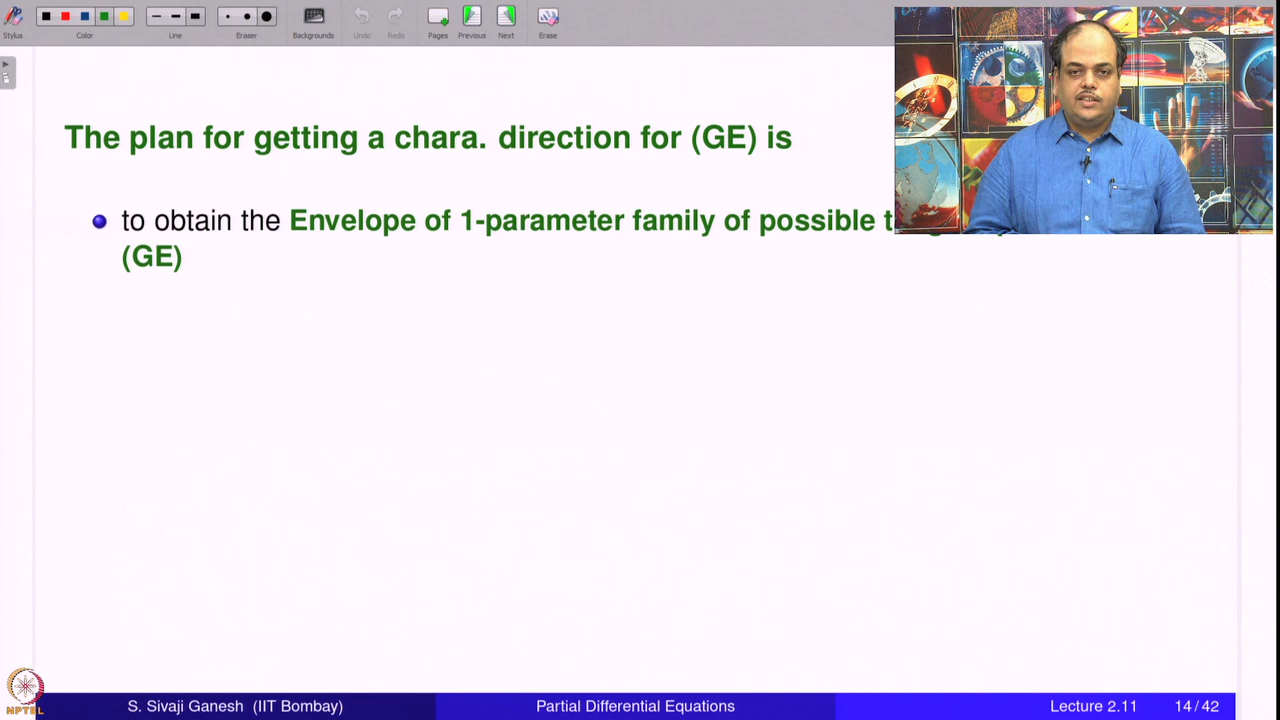 Stylus
Color
Line
Eraser
Backgrounds
Undo
Redo
Pages
Previous
Next
Erase
The plan for getting a chara. direction for (GE) is
to obtain the Envelope of 1-parameter family of possible
(GE)
NPTEL
S. Sivaji Ganesh (IIT Bombay)
Partial Differential Equations
Lecture 2.11
14/42